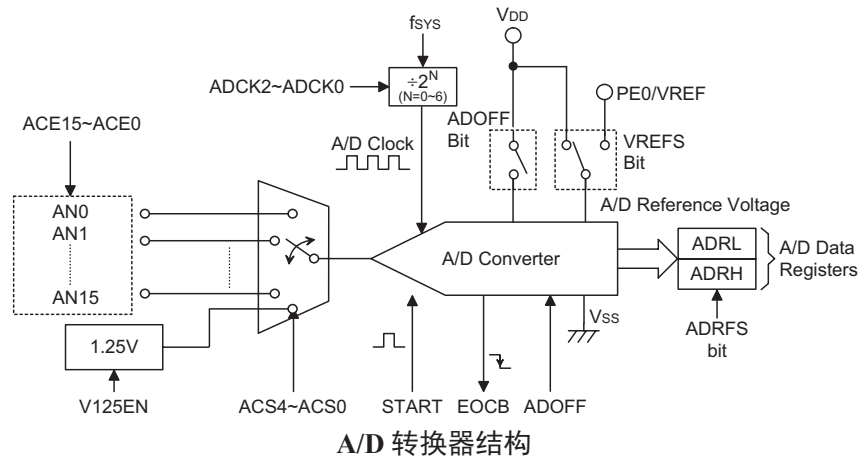 fSYS
VDD
ADCK2~ADCK0
÷2^N
(N=0~6)
PE0/VREF
ACE15~ACE0
A/D Clock
ADOFF
Bit
VREFS
Bit
AN0
AN1
AN15
A/D Reference Voltage
A/D Converter
ADRL
ADRH
A/D Data
Registers
1.25V
VSS
ADRFS
bit
V125EN
ACS4~ACS0
START
EOCB
ADOFF
A/D 转换器结构